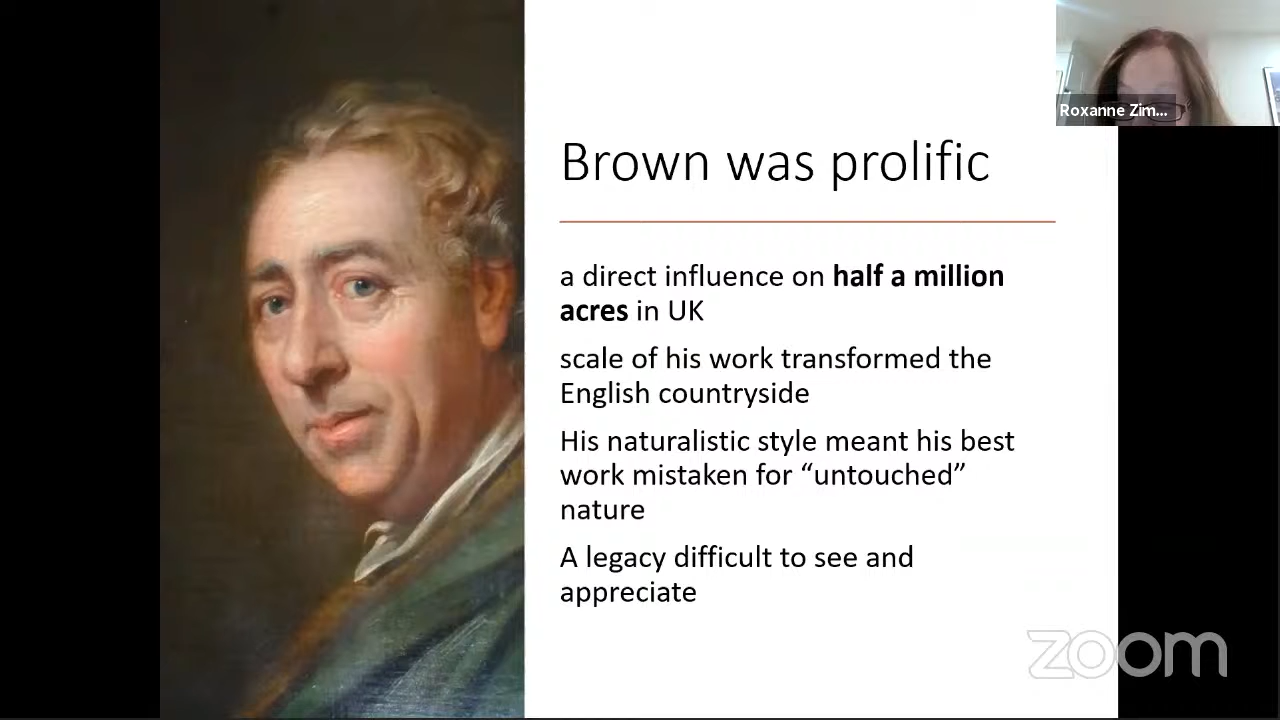 Roxanne Zim...
Brown was prolific
a direct influence on half a million
acres in UK
scale of his work transformed the
English countryside
His naturalistic style meant his best
work mistaken for “untouched”
nature
A legacy difficult to see and
appreciate
zoom